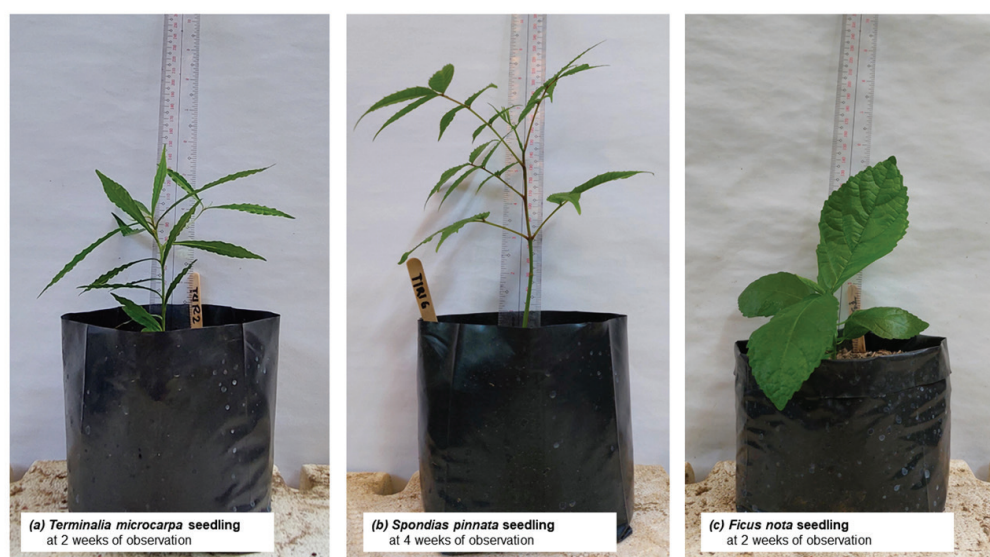 (a) Terminalia microcarpa seedling
at 2 weeks of observation
(b) Spondias pinnata seedling
at 4 weeks of observation
(c) Ficus nota seedling
at 2 weeks of observation